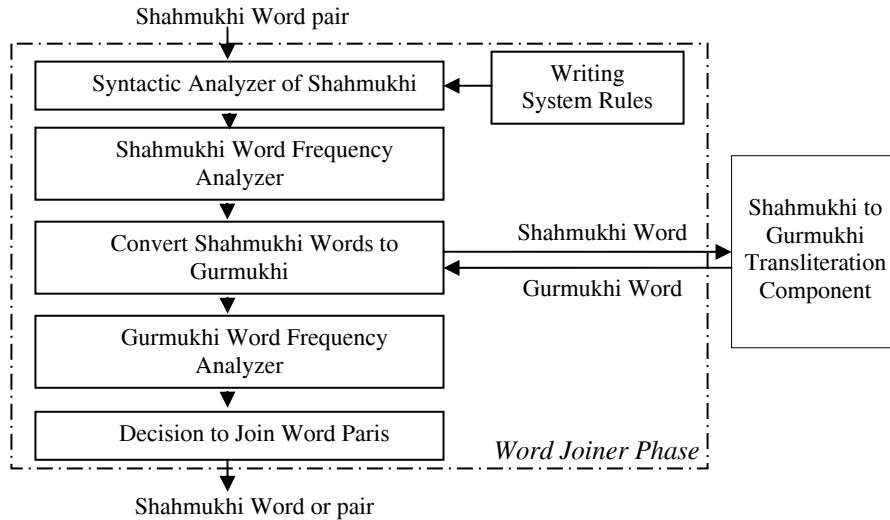 Shahmukhi Word pair
Syntactic Analyzer of Shahmukhi
Writing
System Rules
Shahmukhi Word Frequency
Analyzer
Convert Shahmukhi Words to
Gurmukhi
Shahmukhi Word
Gurmukhi Word
Shahmukhi to
Gurmukhi
Transliteration
Component
Gurmukhi Word Frequency
Analyzer
Decision to Join Word Paris
Word Joiner Phase
Shahmukhi Word or pair